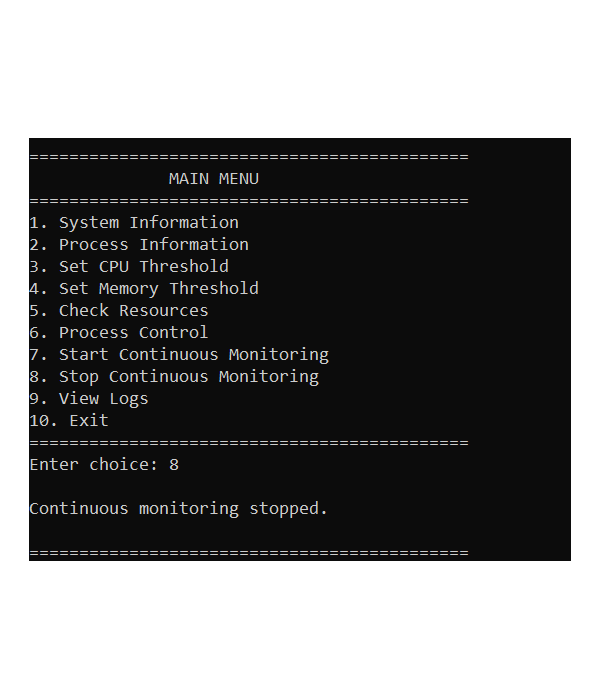 ============================================
MAIN MENU
============================================
1. System Information
2. Process Information
3. Set CPU Threshold
4. Set Memory Threshold
5. Check Resources
6. Process Control
7. Start Continuous Monitoring
8. Stop Continuous Monitoring
9. View Logs
10. Exit
============================================
Enter choice: 8
Continuous monitoring stopped.
============================================